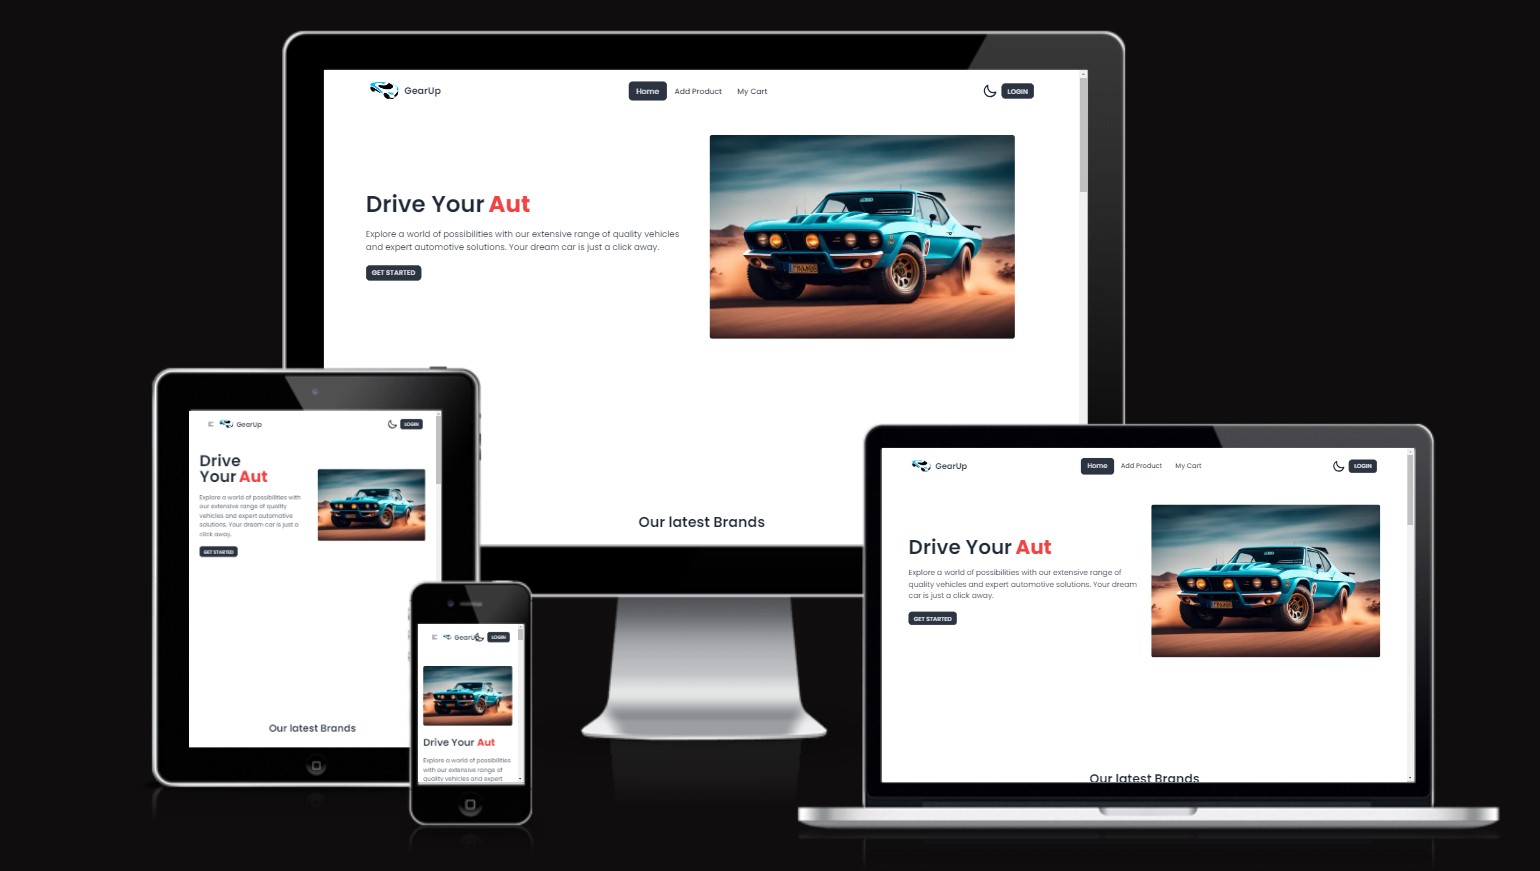 GearUp
Home Add Product My Cart
LOGIN
Drive Your Aut
Explore a world of possibilities with our extensive range of quality vehicles
and expert automotive solutions. Your dream car is just a click away.
GET STARTED
Our latest Brands
GearUp
LOGIN
Drive
Your Aut
Explore a world of possibilities with
our extensive range of quality
vehicles and expert automotive
solutions. Your dream car is just a
click away.
GET STARTED
Our latest Brands
GearUp
LOGIN
Drive Your Aut
Explore a world of possibilities
with our extensive range of
quality vehicles and expert
GearUp
Home Add Product My Cart
LOGIN
Drive Your Aut
Explore a world of possibilities with our extensive range of
quality vehicles and expert automotive solutions. Your dream
car is just a click away.
GET STARTED
Our latest Brands